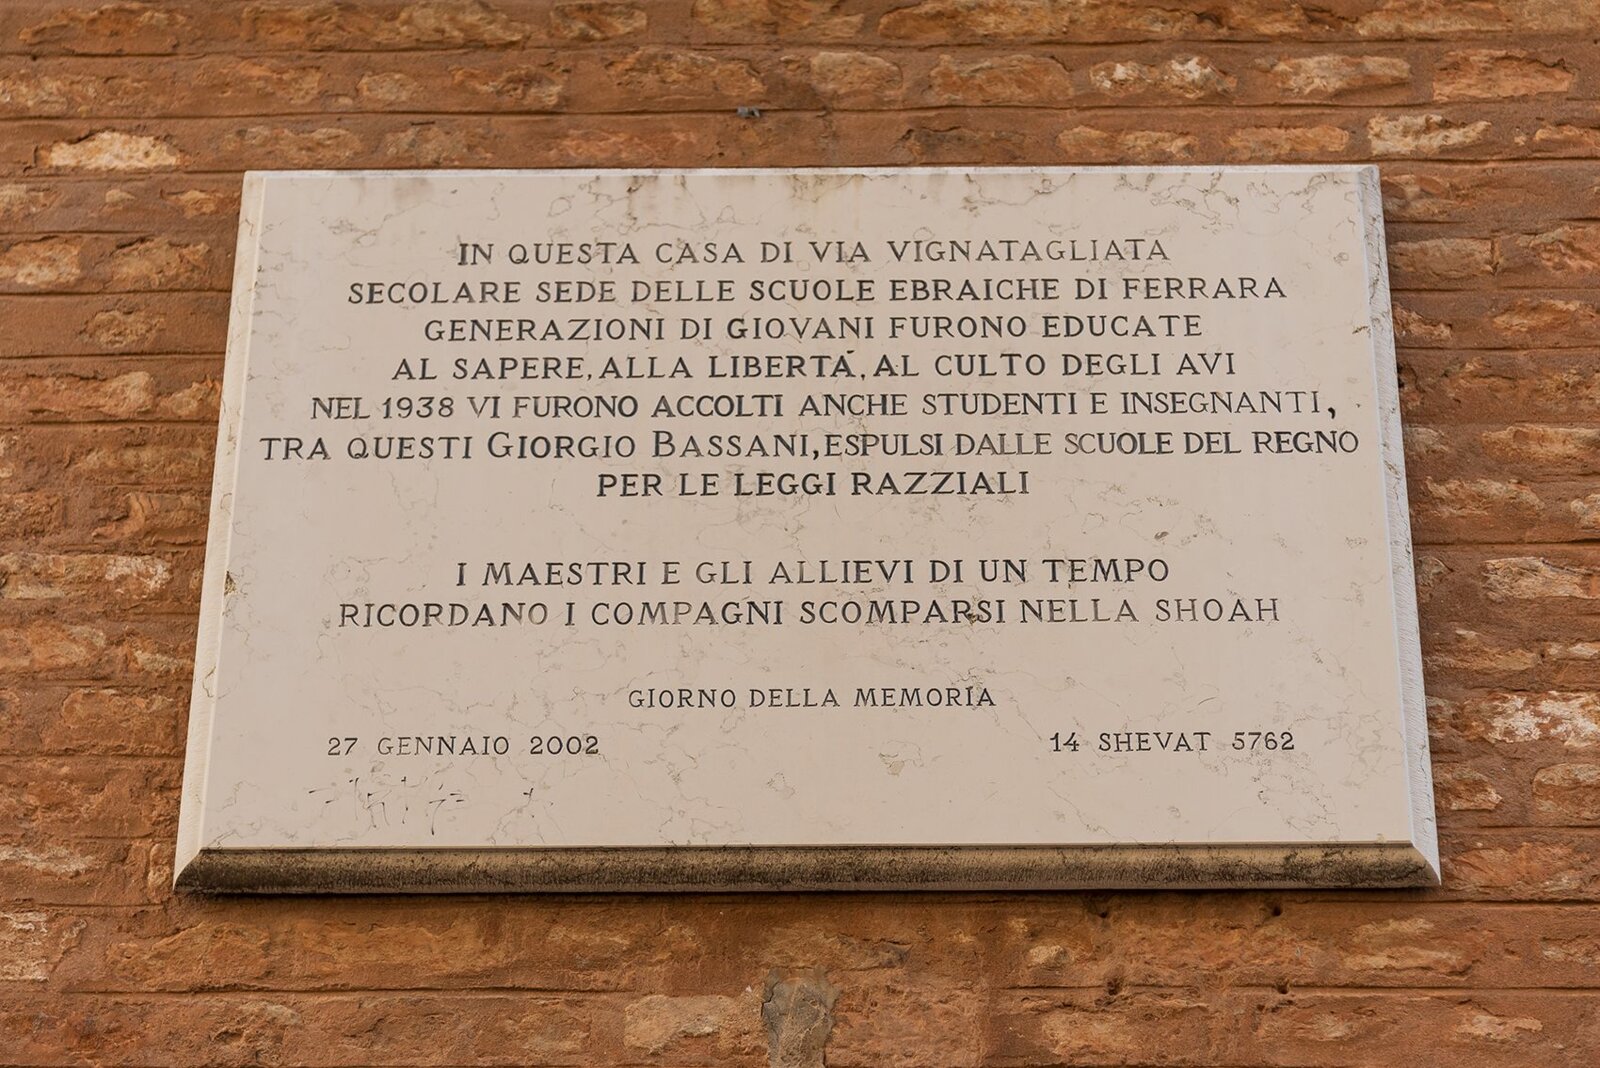 IN QUESTA CASA DI VIA VIGNATAGLIATA
SECOLARE SEDE DELLE SCUOLE EBRAICHE DI FERRARA
GENERAZIONI DI GIOVANI FURONO EDUCATE
AL SAPERE, ALLA LIBERTÁ, AL CULTO DEGLI AVI
NEL 1938 VI FURONO ACCOLTI ANCHE STUDENTI E INSEGNANTI,
TRA QUESTI GIORGIO BASSANI, ESPULSI DALLE SCUOLE DEL REGNO
PER LE LEGGI RAZZIALI
I MAESTRI E GLI ALLIEVI DI UN TEMPO
RICORDANO I COMPAGNI SCOMPARSI NELLA SHOAH
GIORNO DELLA MEMORIA
27 GENNAIO 2002 14 SHEVAT 5762